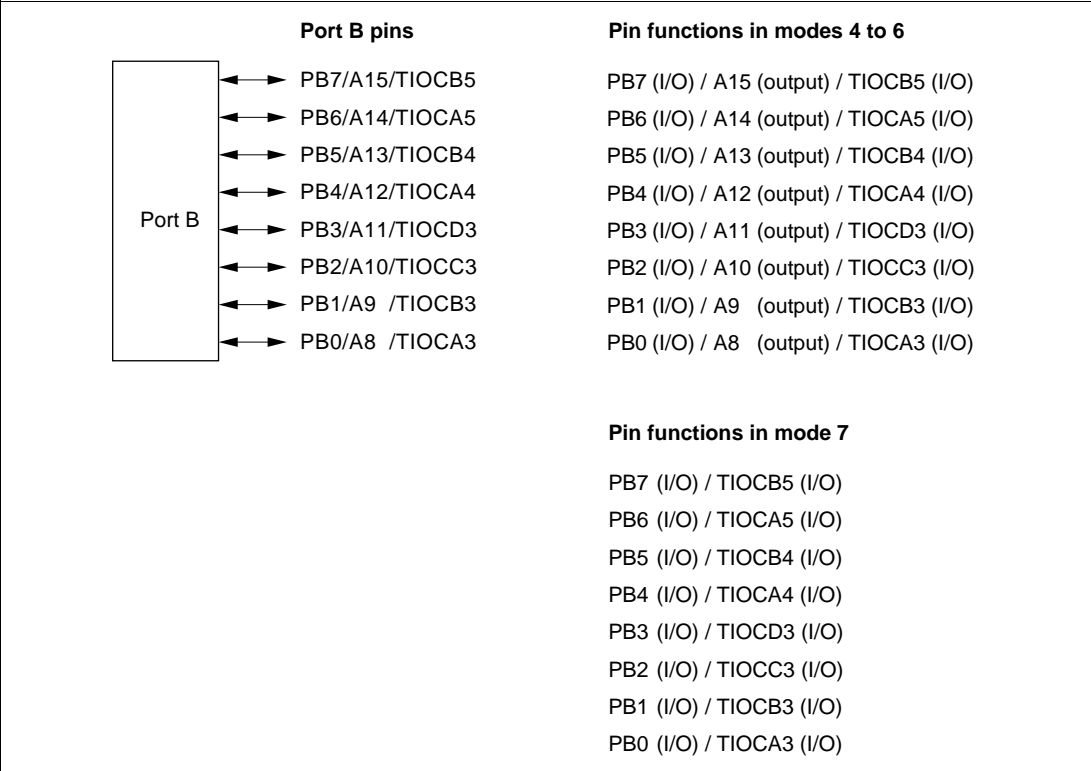 Port B pins
Pin functions in modes 4 to 6
Port B
PB7/A15/TIOCB5
PB7 (I/O) / A15 (output) / TIOCB5 (I/O)
PB6/A14/TIOCA5
PB6 (I/O) / A14 (output) / TIOCA5 (I/O)
PB5/A13/TIOCB4
PB5 (I/O) / A13 (output) / TIOCB4 (I/O)
PB4/A12/TIOCA4
PB4 (I/O) / A12 (output) / TIOCA4 (I/O)
PB3/A11/TIOCD3
PB3 (I/O) / A11 (output) / TIOCD3 (I/O)
PB2/A10/TIOCC3
PB2 (I/O) / A10 (output) / TIOCC3 (I/O)
PB1/A9 /TIOCB3
PB1 (I/O) / A9 (output) / TIOCB3 (I/O)
PB0/A8 /TIOCA3
PB0 (I/O) / A8 (output) / TIOCA3 (I/O)
Pin functions in mode 7
PB7 (I/O) / TIOCB5 (I/O)
PB6 (I/O) / TIOCA5 (I/O)
PB5 (I/O) / TIOCB4 (I/O)
PB4 (I/O) / TIOCA4 (I/O)
PB3 (I/O) / TIOCD3 (I/O)
PB2 (I/O) / TIOCC3 (I/O)
PB1 (I/O) / TIOCB3 (I/O)
PB0 (I/O) / TIOCA3 (I/O)